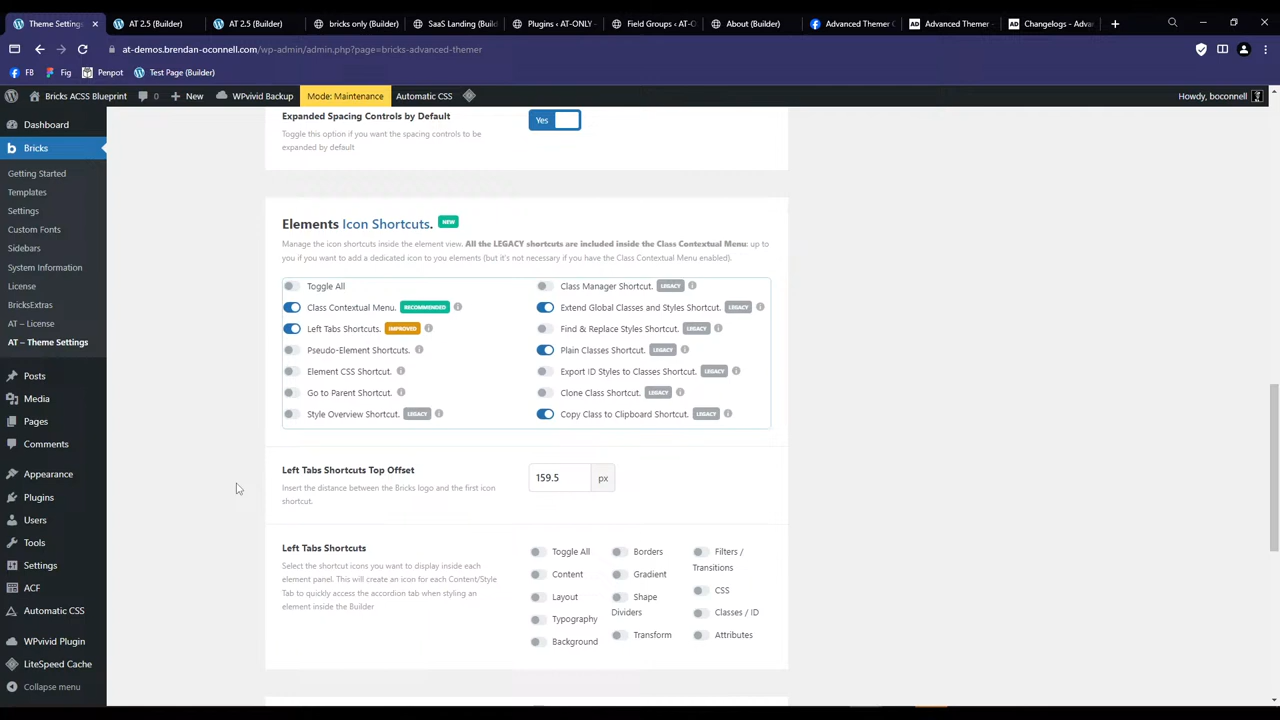 AT 2.5 (Builder)
AT 2.5 (Builder)
bricks only (Builder)
SaaS Landing (Buil
Plugins ‹ AT-ONLY -
Field Groups ‹ AT-O
About (Builder)
Advanced Themer C
Advanced Themer -
Changelogs - Adva
at-demos.brendan-oconnell.com/wp-admin/admin.php?page=bricks-advanced-themer
FB
Fig
Penpot
Test Page (Builder)
Bricks ACSS Blueprint
0
New
WPvivid Backup
Mode: Maintenance
Automatic CSS
Howdy, boconnell
Dashboard
Bricks
Getting Started
Templates
Settings
Custom Fonts
Sidebars
System Information
License
BricksExtras
AT – License
Theme Settings
Posts
Media
Pages
Comments
Appearance
Plugins
Users
Tools
Settings
ACF
Automatic CSS
WPvivid Plugin
LiteSpeed Cache
Collapse menu
Expanded Spacing Controls by Default
Toggle this option if you want the spacing controls to be
expanded by default
Yes
Elements Icon Shortcuts. NEW
Manage the icon shortcuts inside the element view. All the LEGACY shortcuts are included inside the Class Contextual Menu: up to
you if you want to add a dedicated icon to you elements (but it's not necessary if you have the Class Contextual Menu enabled).
Toggle All
Class Contextual Menu. RECOMMENDED
Left Tabs Shortcuts. IMPROVED
Pseudo-Element Shortcuts.
Element CSS Shortcut.
Go to Parent Shortcut.
Style Overview Shortcut. LEGACY
Class Manager Shortcut. LEGACY
Extend Global Classes and Styles Shortcut. LEGACY
Find & Replace Styles Shortcut. LEGACY
Plain Classes Shortcut. LEGACY
Export ID Styles to Classes Shortcut. LEGACY
Clone Class Shortcut. LEGACY
Copy Class to Clipboard Shortcut. LEGACY
Left Tabs Shortcuts Top Offset
Insert the distance between the Bricks logo and the first icon
shortcut.
159.5 px
Left Tabs Shortcuts
Select the shortcut icons you want to display inside each
element panel. This will create an icon for each Content/Style
Tab to quickly access the accordion tab when styling an
element inside the Builder
Toggle All
Content
Layout
Typography
Background
Borders
Gradient
Shape
Dividers
Transform
Filters /
Transitions
CSS
Classes / ID
Attributes